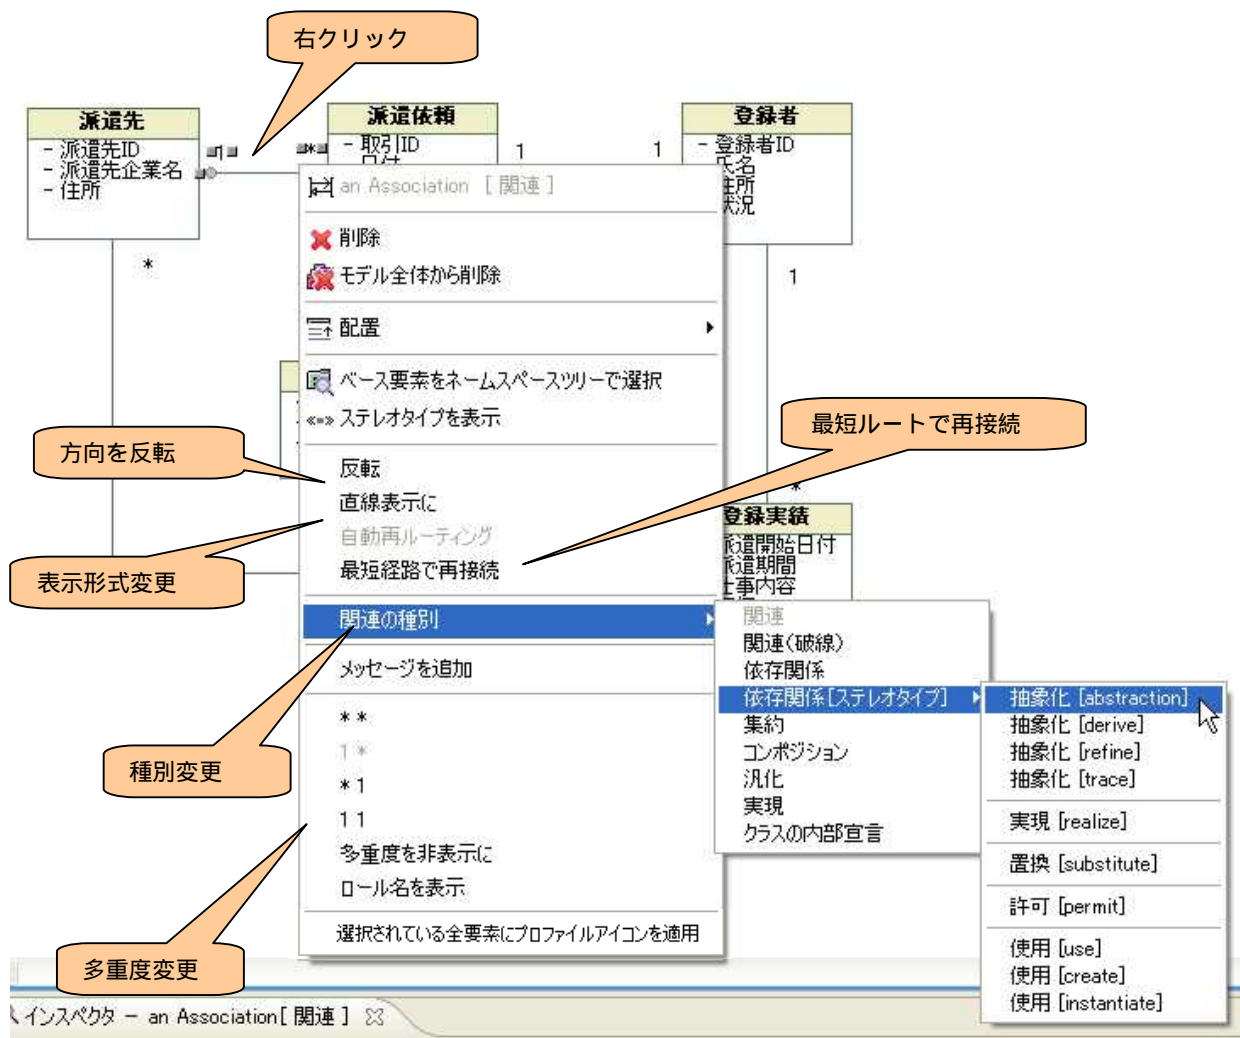 右クリック
派遣先
- 派遣先ID
- 派遣先企業名
- 住所
1
*
派遣依頼
- 取引ID
日付
1
1
登録者
- 登録者ID
氏名
住所
状況
*
1
an Association [ 関連 ]
削除
モデル全体から削除
配置
ベース要素をネームスペースツリーで選択
«=» ステレオタイプを表示
最短ルートで再接続
方向を反転
反転
直線表示に
自動再ルーティング
最短経路で再接続
表示形式変更
*
登録実績
派遣開始日付
派遣期間
仕事内容
関連の種別
メッセージを追加
* *
1 *
* 1
1 1
多重度を非表示に
ロール名を表示
選択されている全要素にプロファイルアイコンを適用
種別変更
多重度変更
関連
関連(破線)
依存関係
依存関係[ステレオタイプ]
集約
コンポジション
汎化
実現
クラスの内部宣言
抽象化 [abstraction]
抽象化 [derive]
抽象化 [refine]
抽象化 [trace]
実現 [realize]
置換 [substitute]
許可 [permit]
使用 [use]
使用 [create]
使用 [instantiate]
インスペクタ - an Association[ 関連 ]